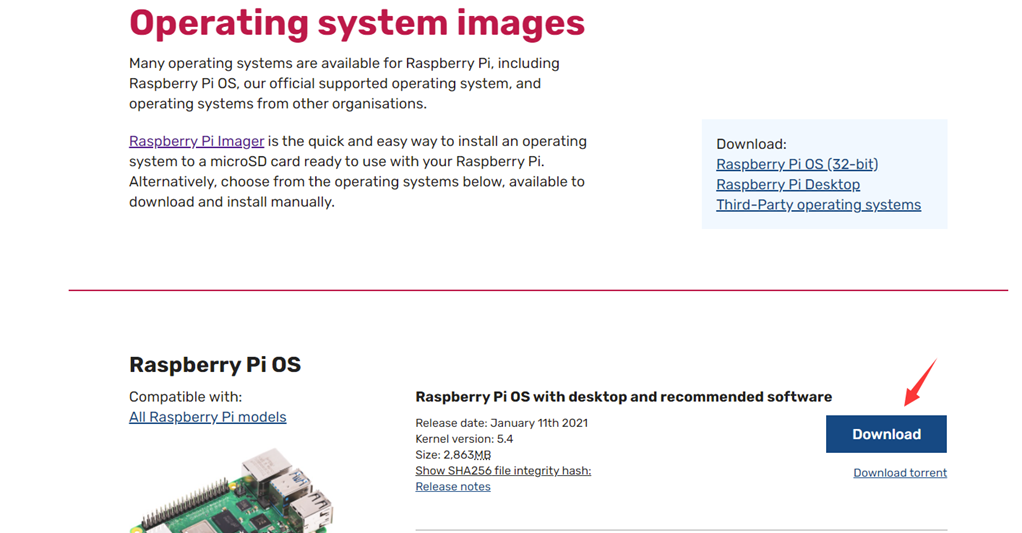 Operating system images
Many operating systems are available for Raspberry Pi, including
Raspberry Pi OS, our official supported operating system, and
operating systems from other organisations.
Raspberry Pi Imager is the quick and easy way to install an operating
system to a microSD card ready to use with your Raspberry Pi.
Alternatively, choose from the operating systems below, available to
download and install manually.
Download:
Raspberry Pi OS (32-bit)
Raspberry Pi Desktop
Third-Party operating systems
Raspberry Pi OS
Compatible with:
All Raspberry Pi models
Raspberry Pi OS with desktop and recommended software
Release date: January 11th 2021
Kernel version: 5.4
Size: 2,863MB
Show SHA256 file integrity hash:
Release notes
Download
Download torrent